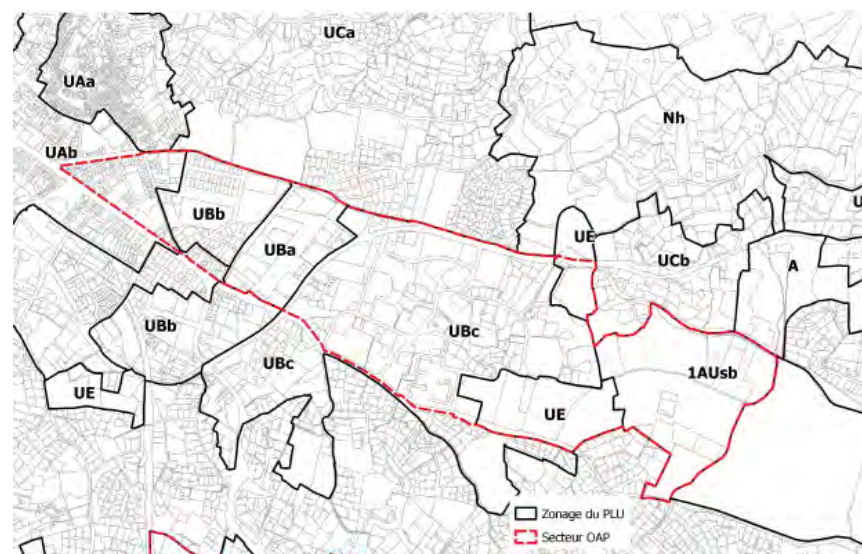 UCa
UAa
Nh
UAb
UBb
UE
UBa
UCb
A
UBb
UBc
UBc
1AUsb
UE
UE
Zonage du PLU
Secteur OAP